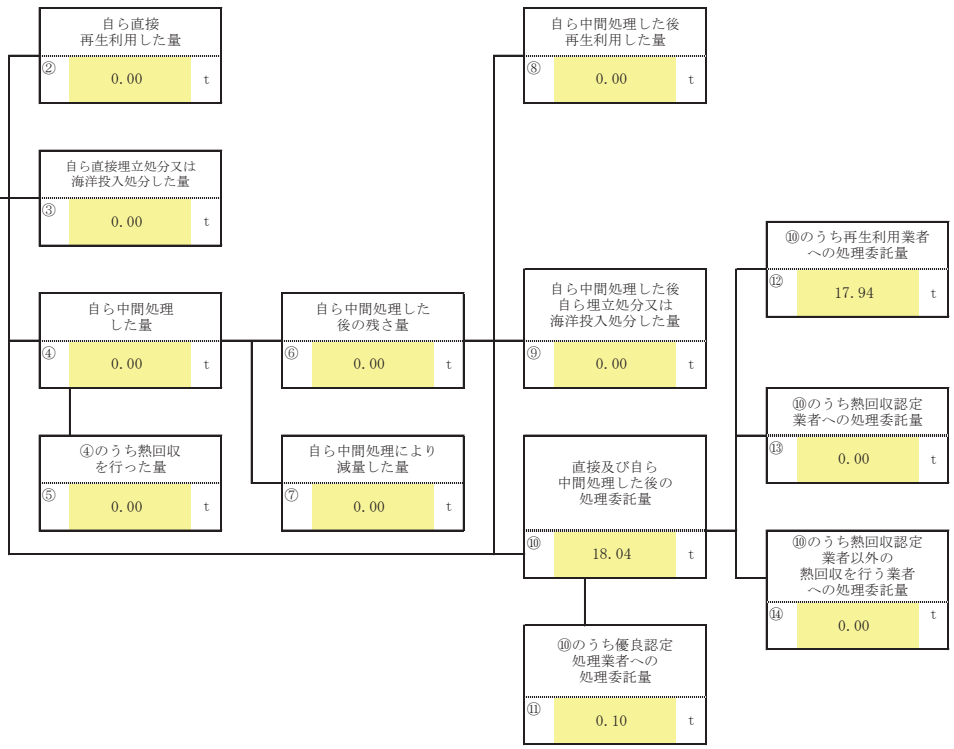 自ら直接
再生利用した量
②
0.00
t
自ら直接埋立処分又は
海洋投入処分した量
③
0.00
t
自ら中間処理
した量
④
0.00
t
④のうち熱回収
を行った量
⑤
0.00
t
自ら中間処理した
後の残さ量
⑥
0.00
t
自ら中間処理により
減量した量
⑦
0.00
t
自ら中間処理した後
再生利用した量
⑧
0.00
t
自ら中間処理した後
自ら埋立処分又は
海洋投入処分した量
⑨
0.00
t
直接及び自ら
中間処理した後の
処理委託量
⑩
18.04
t
⑩のうち優良認定
処理業者への
処理委託量
⑪
0.10
t
⑩のうち再生利用業者
への処理委託量
⑫
17.94
t
⑩のうち熱回収認定
業者への処理委託量
⑬
0.00
t
⑩のうち熱回収認定
業者以外の
熱回収を行う業者
への処理委託量
⑭
0.00
t